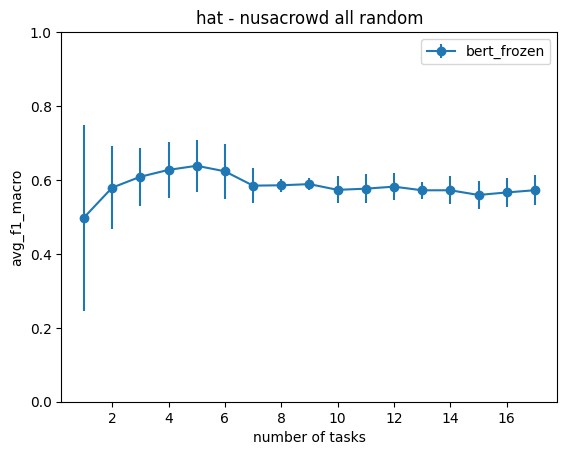 hat - nusacrowd all random
bert_frozen
avg_f1_macro
1.0
0.8
0.6
0.4
0.2
0.0
2 4 6 8 10 12 14 16
number of tasks